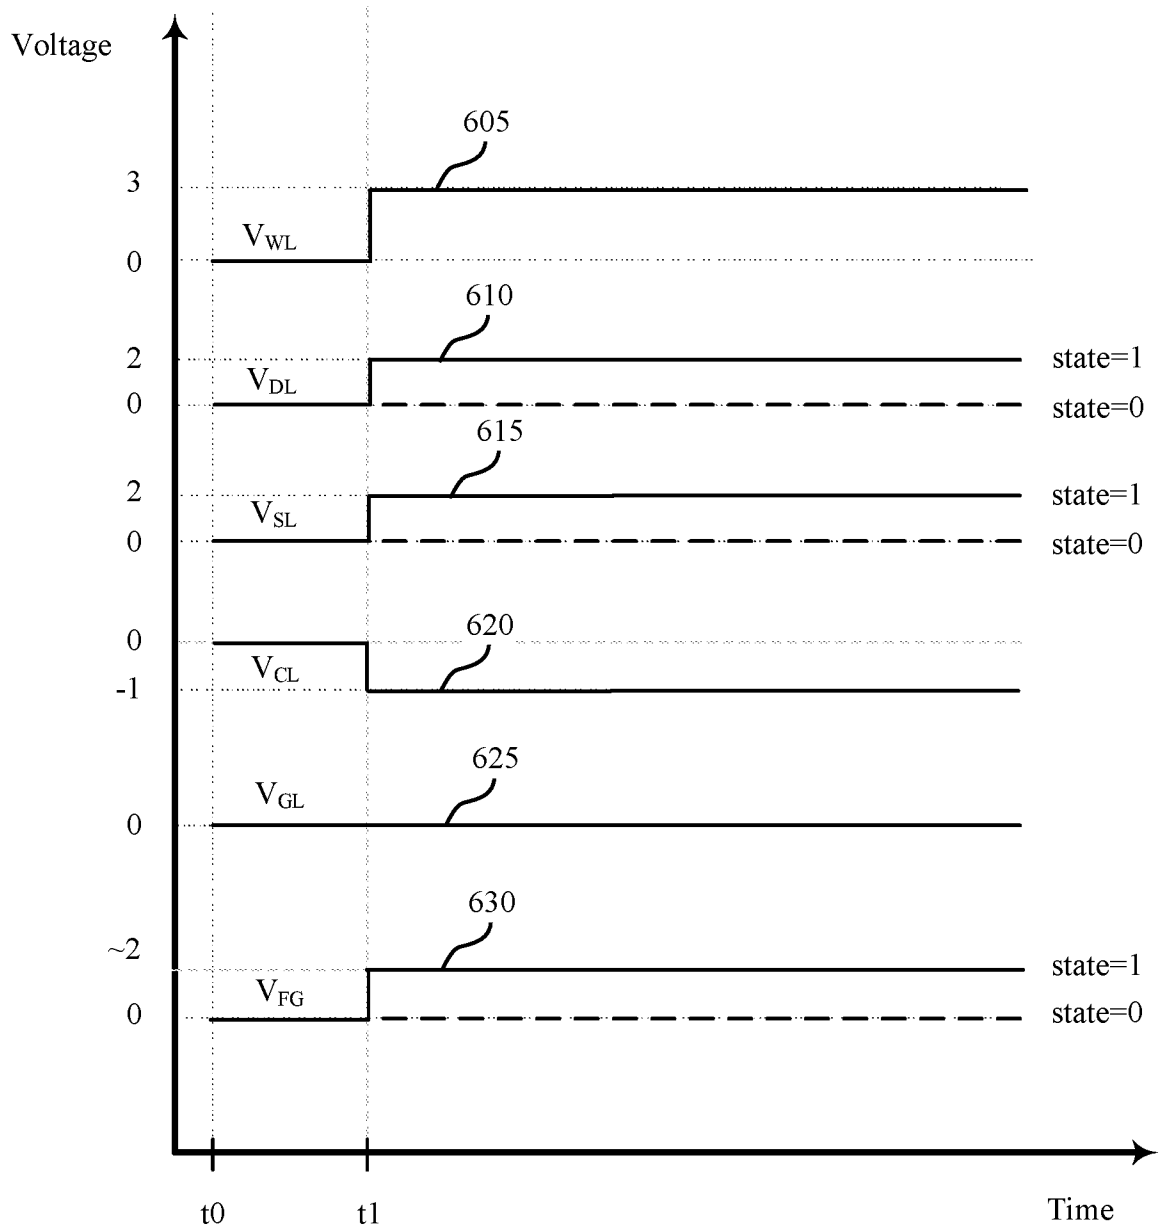 Voltage
605
3
V_WL
0
610
2
state=1
V_DL
0
state=0
615
2
state=1
V_SL
0
state=0
620
0
V_CL
-1
625
V_GL
0
630
~2
state=1
V_FG
0
state=0
t0
t1
Time